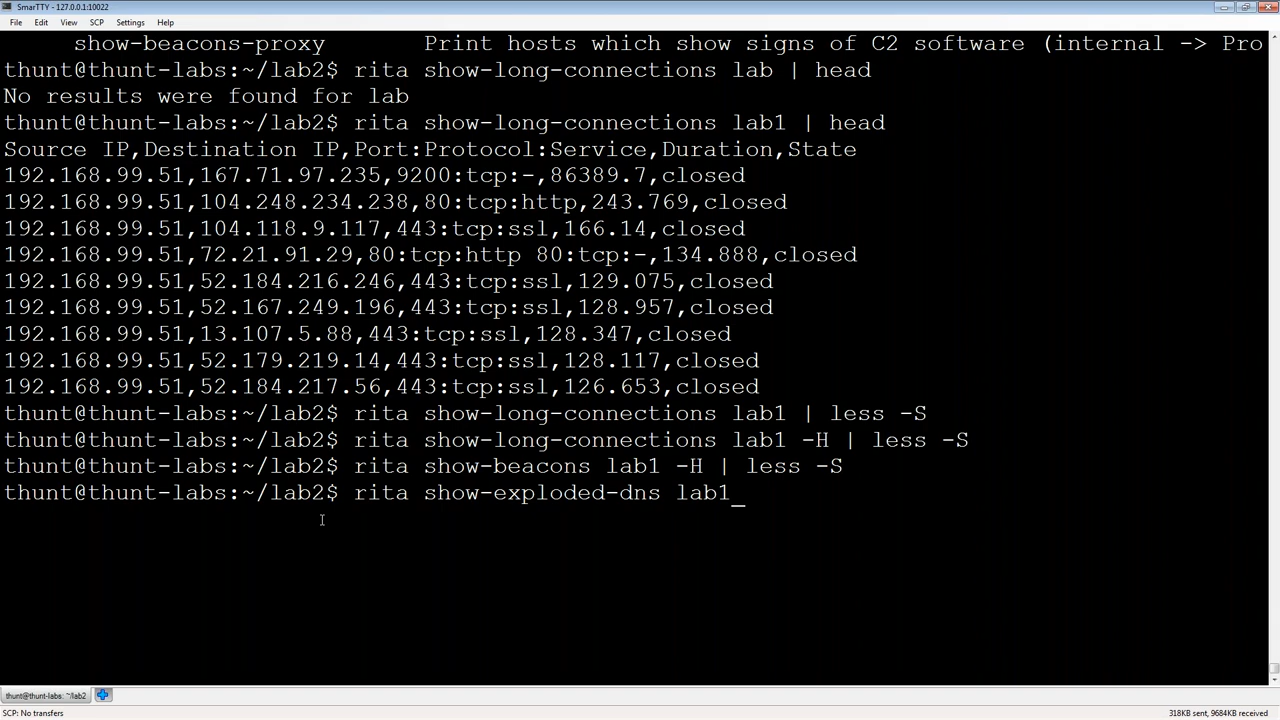 SmarTTY - 127.0.0.1:10022
File Edit View SCP Settings Help
show-beacons-proxy Print hosts which show signs of C2 software (internal -> Pro
thunt@thunt-labs:~/lab2$ rita show-long-connections lab | head
No results were found for lab
thunt@thunt-labs:~/lab2$ rita show-long-connections lab1 | head
Source IP,Destination IP,Port:Protocol:Service,Duration,State
192.168.99.51,167.71.97.235,9200:tcp:-,86389.7,closed
192.168.99.51,104.248.234.238,80:tcp:http,243.769,closed
192.168.99.51,104.118.9.117,443:tcp:ssl,166.14,closed
192.168.99.51,72.21.91.29,80:tcp:http 80:tcp:-,134.888,closed
192.168.99.51,52.184.216.246,443:tcp:ssl,129.075,closed
192.168.99.51,52.167.249.196,443:tcp:ssl,128.957,closed
192.168.99.51,13.107.5.88,443:tcp:ssl,128.347,closed
192.168.99.51,52.179.219.14,443:tcp:ssl,128.117,closed
192.168.99.51,52.184.217.56,443:tcp:ssl,126.653,closed
thunt@thunt-labs:~/lab2$ rita show-long-connections lab1 | less -S
thunt@thunt-labs:~/lab2$ rita show-long-connections lab1 -H | less -S
thunt@thunt-labs:~/lab2$ rita show-beacons lab1 -H | less -S
thunt@thunt-labs:~/lab2$ rita show-exploded-dns lab1_
thunt@thunt-labs: ~/lab2
SCP: No transfers 318KB sent, 9684KB received